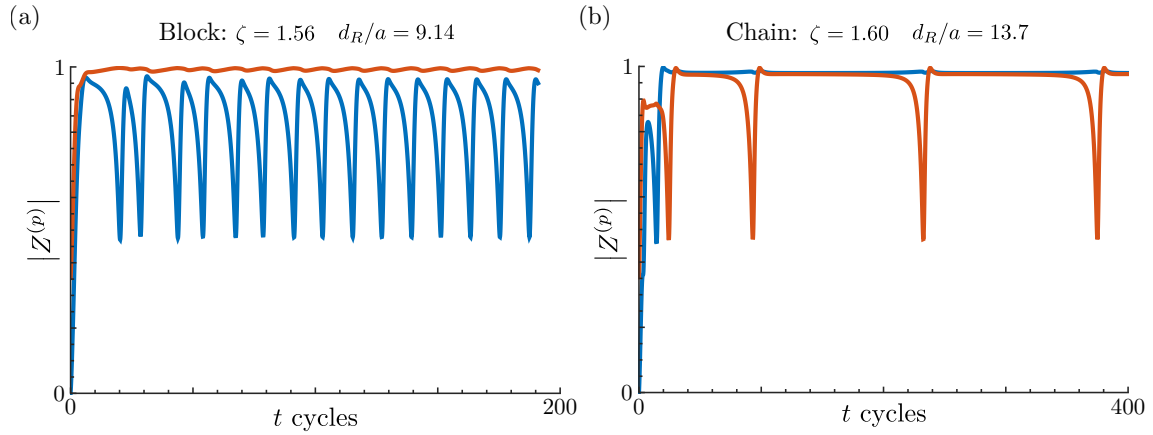 (a)
Block: ζ = 1.56 d_R/a = 9.14
1
|Z^(p)|
0
0
200
t cycles
(b)
Chain: ζ = 1.60 d_R/a = 13.7
1
|Z^(p)|
0
0
400
t cycles